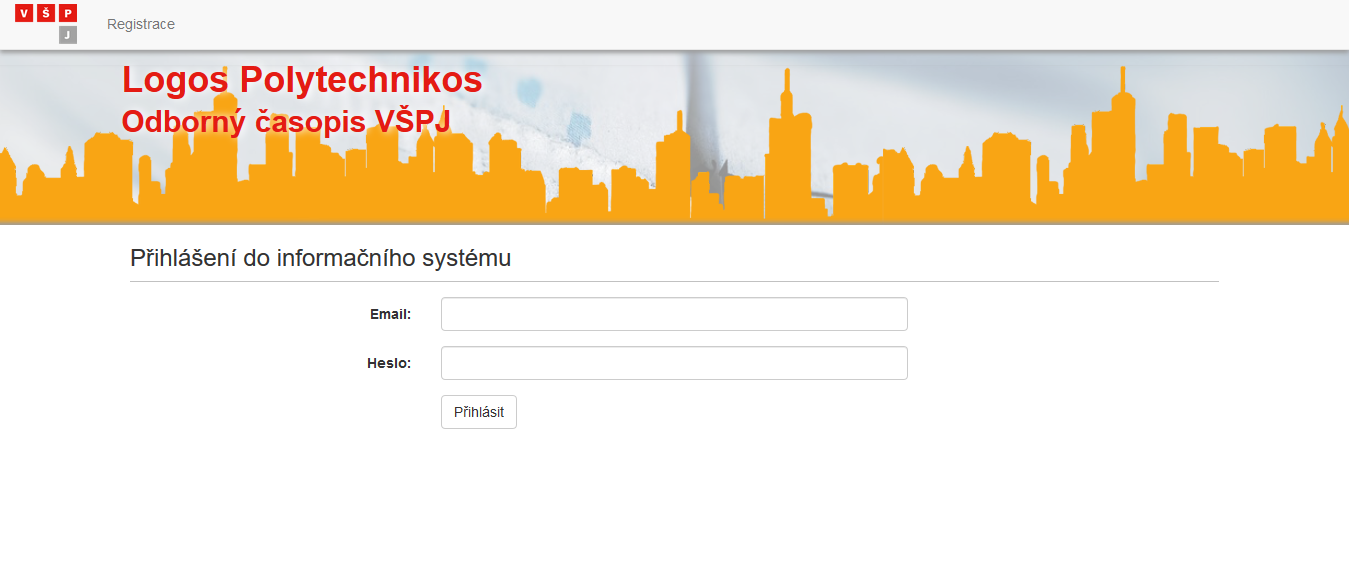 V Š P
J
Registrace
Logos Polytechnikos
Odborný časopis VŠPJ
Přihlášení do informačního systému
Email:
Heslo:
Přihlásit